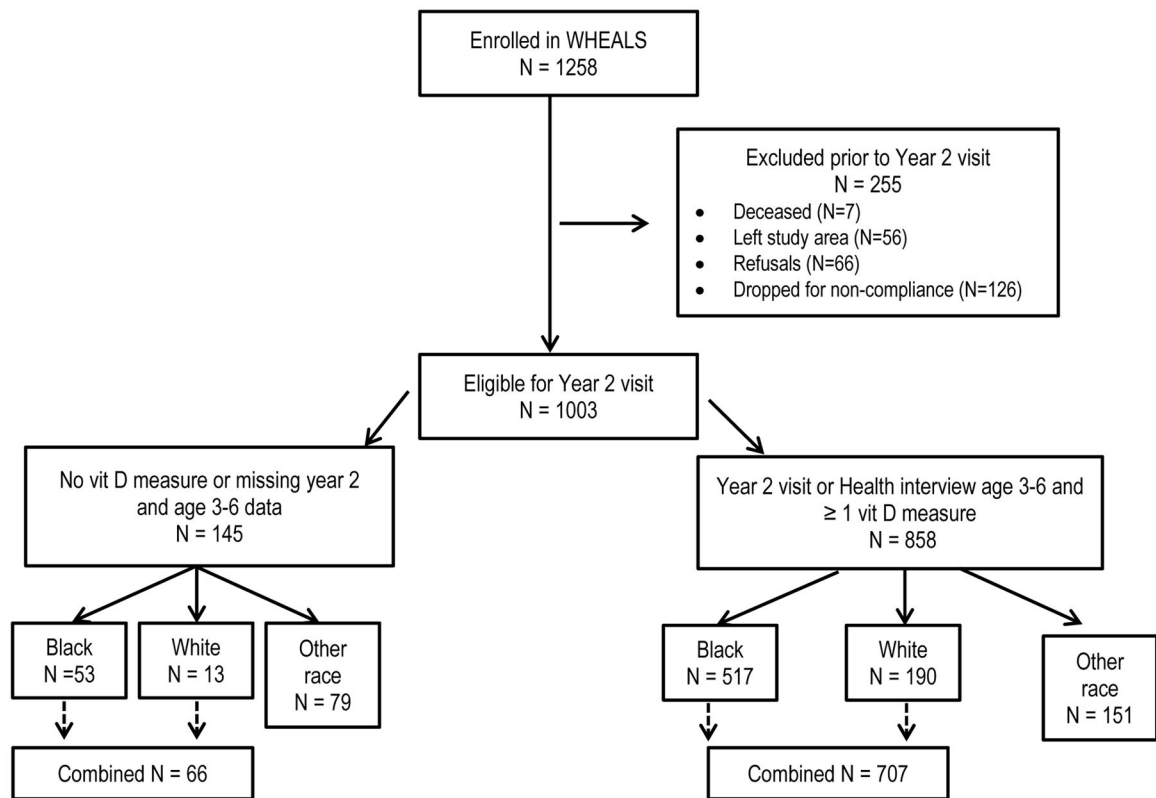 Enrolled in WHEALS
N = 1258
Excluded prior to Year 2 visit
N = 255
• Deceased (N=7)
• Left study area (N=56)
• Refusals (N=66)
• Dropped for non-compliance (N=126)
Eligible for Year 2 visit
N = 1003
No vit D measure or missing year 2
and age 3-6 data
N = 145
Year 2 visit or Health interview age 3-6 and
≥ 1 vit D measure
N = 858
Black
N =53
White
N = 13
Other
race
N = 79
Black
N = 517
White
N = 190
Other
race
N = 151
Combined N = 66
Combined N = 707